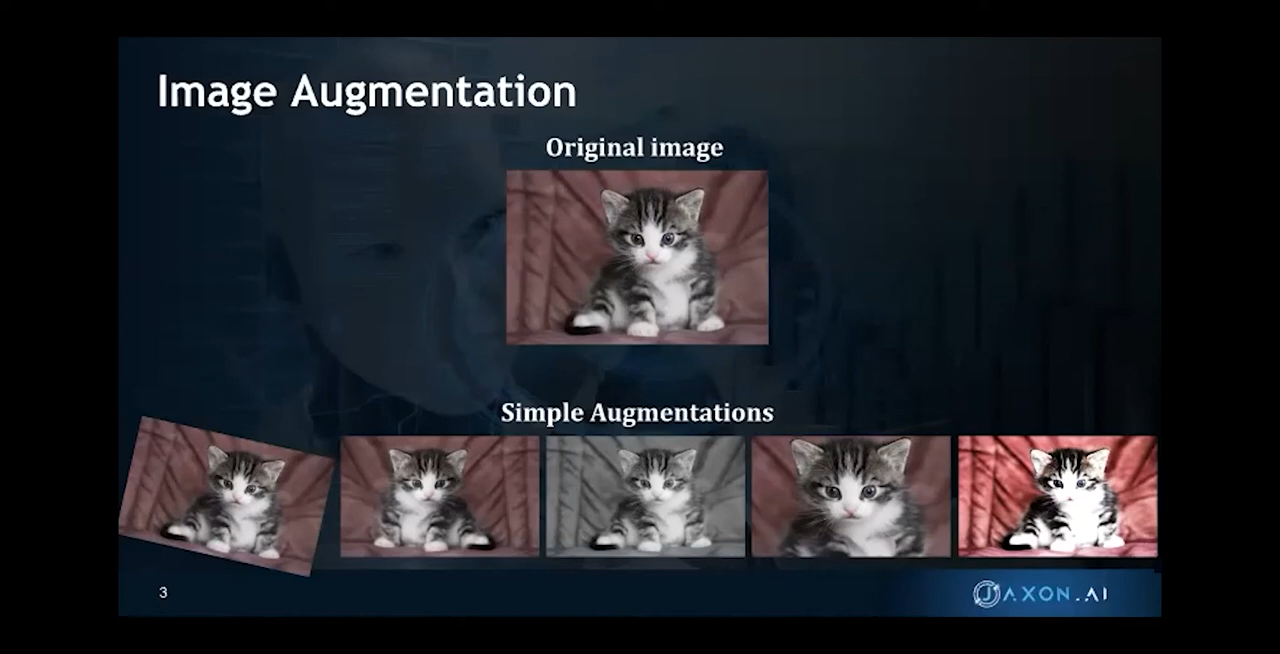 Image Augmentation
Original image
Simple Augmentations
3
JAXON.AI